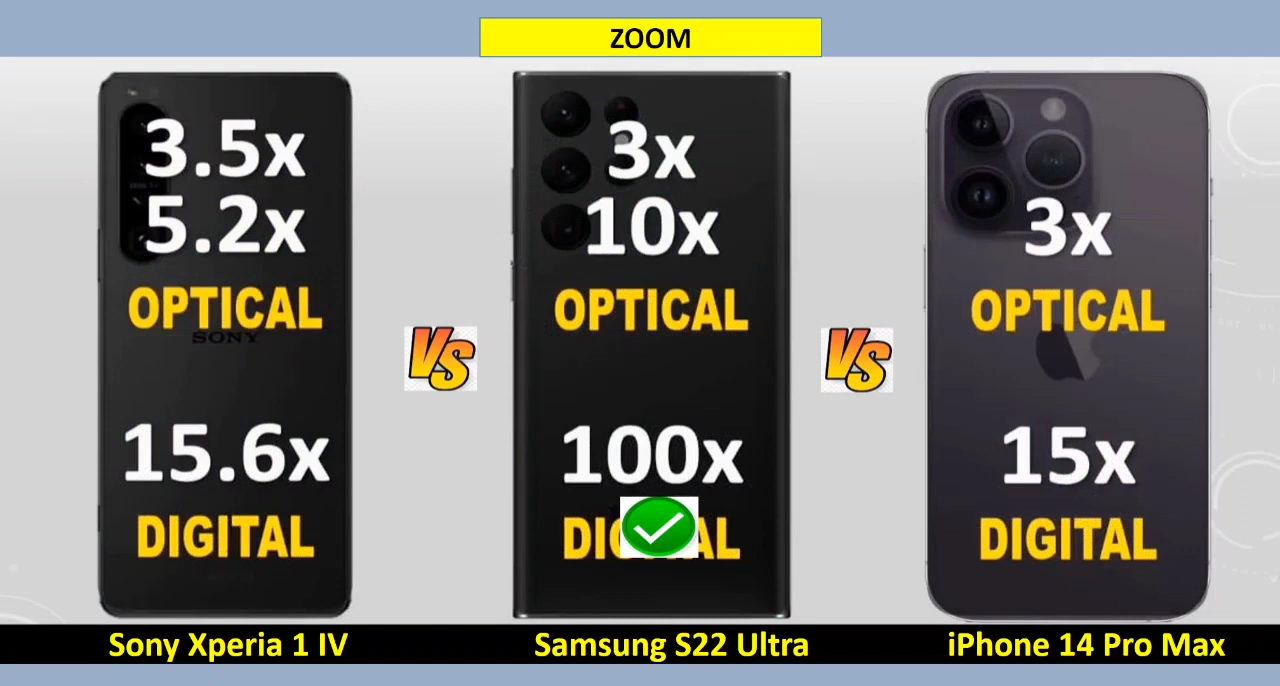 ZOOM
3.5x
5.2x
OPTICAL
SONY
15.6x
DIGITAL
Sony Xperia 1 IV
VS
3x
10x
OPTICAL
100x
Samsung S22 Ultra
VS
3x
OPTICAL
15x
DIGITAL
iPhone 14 Pro Max